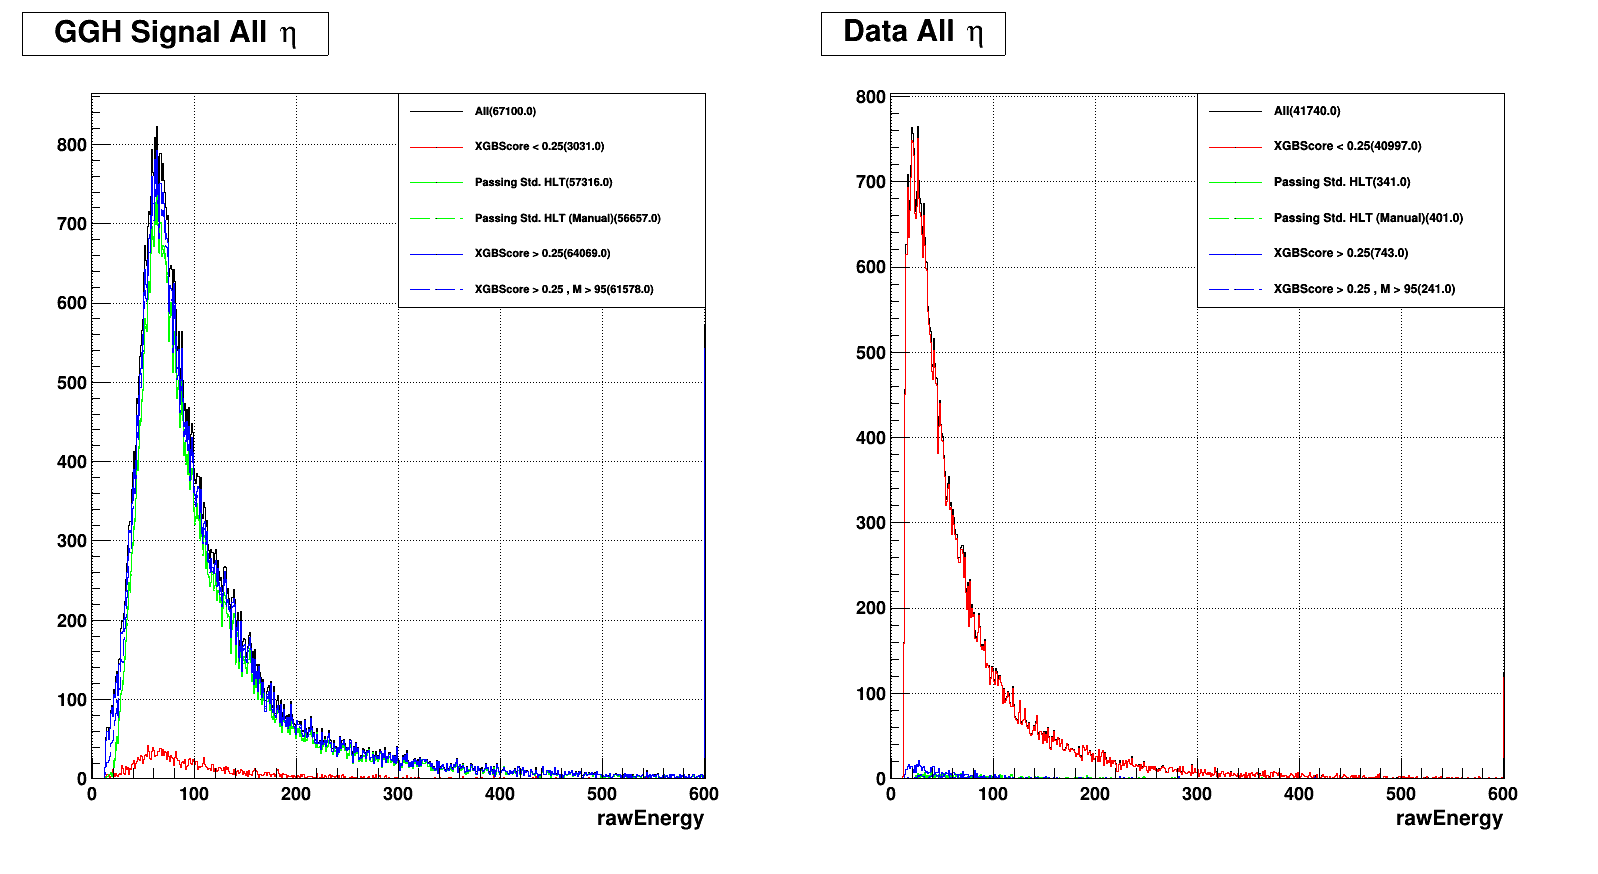 GGH Signal All η
All(67100.0)
XGBScore < 0.25(3031.0)
Passing Std. HLT(57316.0)
Passing Std. HLT (Manual)(56657.0)
XGBScore > 0.25(64069.0)
XGBScore > 0.25 , M > 95(61578.0)
800
700
600
500
400
300
200
100
0
0 100 200 300 400 500 600
rawEnergy
Data All η
All(41740.0)
XGBScore < 0.25(40997.0)
Passing Std. HLT(341.0)
Passing Std. HLT (Manual)(401.0)
XGBScore > 0.25(743.0)
XGBScore > 0.25 , M > 95(241.0)
800
700
600
500
400
300
200
100
0
0 100 200 300 400 500 600
rawEnergy